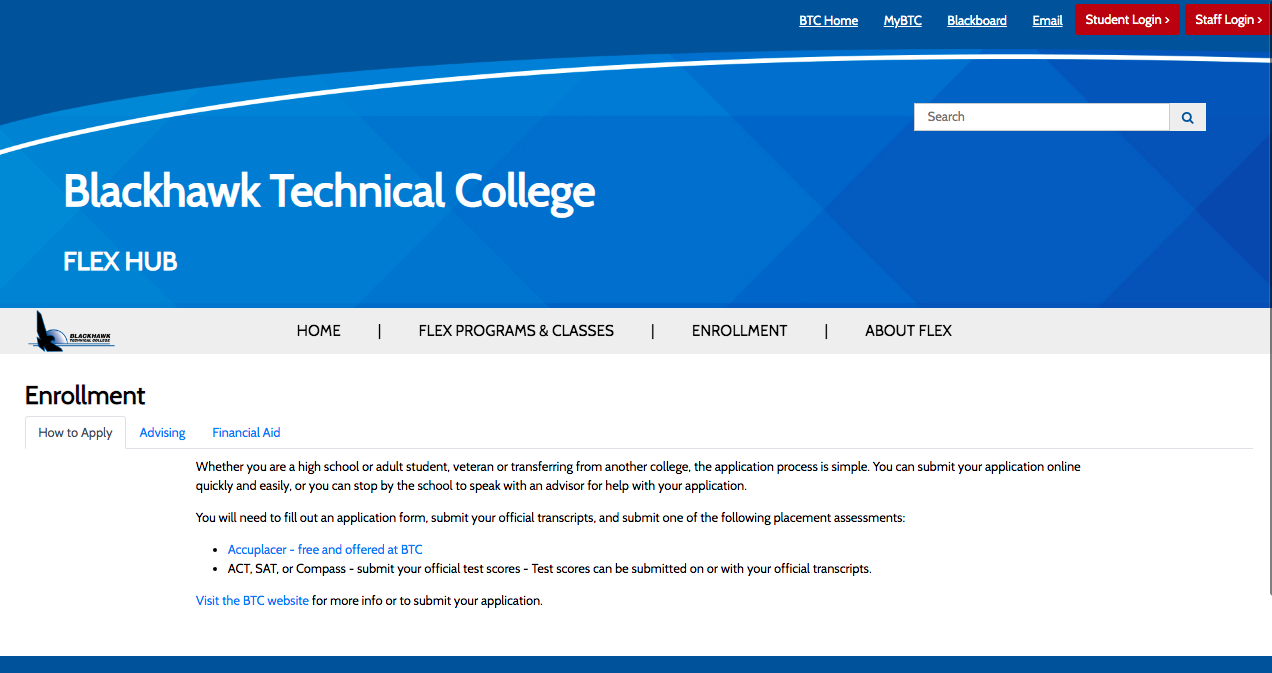 BTC Home MyBTC Blackboard Email Student Login › Staff Login ›
Search
Blackhawk Technical College
FLEX HUB
BLACKHAWK
TECHNICAL COLLEGE
HOME | FLEX PROGRAMS & CLASSES | ENROLLMENT | ABOUT FLEX
Enrollment
How to Apply Advising Financial Aid
Whether you are a high school or adult student, veteran or transferring from another college, the application process is simple. You can submit your application online
quickly and easily, or you can stop by the school to speak with an advisor for help with your application.
You will need to fill out an application form, submit your official transcripts, and submit one of the following placement assessments:
• Accuplacer - free and offered at BTC
• ACT, SAT, or Compass - submit your official test scores - Test scores can be submitted on or with your official transcripts.
Visit the BTC website for more info or to submit your application.